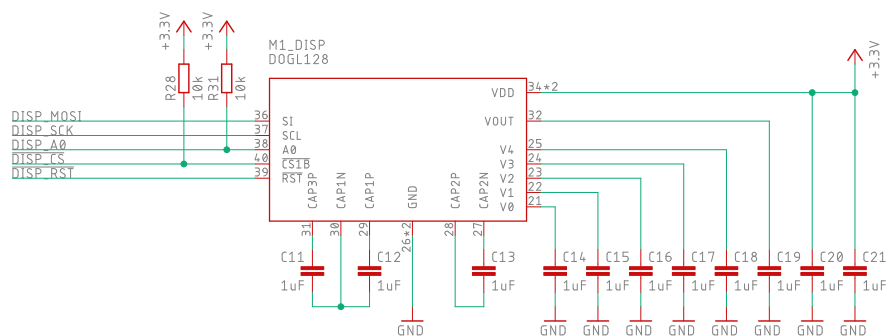 +3.3V
+3.3V
R28
10k
R31
10k
M1_DISP
DOGL128
+3.3V
DISP_MOSI
36
SI
DISP_SCK
37
SCL
DISP_A0
38
A0
DISP_CS
40
CS1B
DISP_RST
39
RST
VDD
34*2
VOUT
32
V4
25
V3
24
V2
23
V1
22
V0
21
CAP3P
CAP1N
CAP1P
GND
CAP2P
CAP2N
31
30
29
26*2
28
27
C11
1uF
C12
1uF
C13
1uF
C14
1uF
C15
1uF
C16
1uF
C17
1uF
C18
1uF
C19
1uF
C20
1uF
C21
1uF
GND
GND
GND
GND
GND
GND
GND
GND
GND